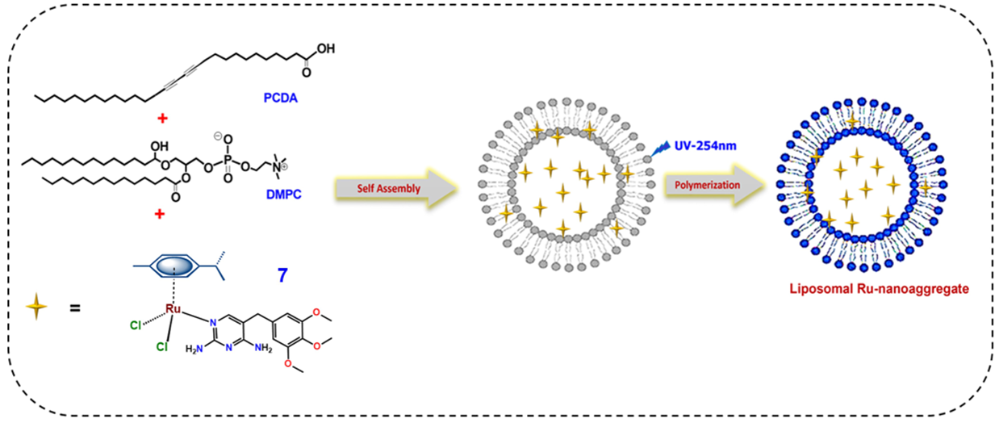 OH
O
PCDA
+
OH
O
O
O
O
O
P
O
O
N
DMPC
+
Self Assembly
UV-254nm
Polymerization
Liposomal Ru-nanoaggregate
7
=
Ru
Cl
Cl
N
N
H₂N
NH₂
O
O
O